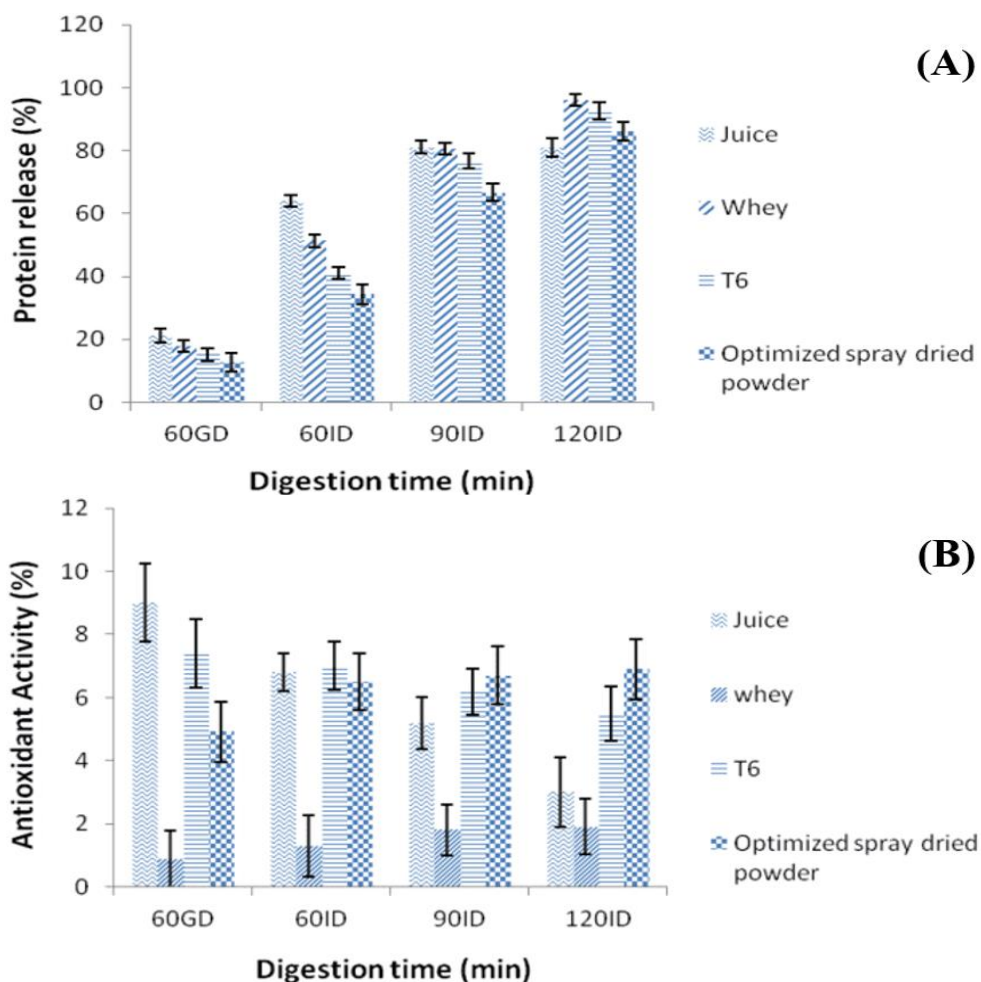 (A)
Protein release (%)
120
100
80
60
40
20
0
60GD 60ID 90ID 120ID
Digestion time (min)
Juice
Whey
T6
Optimized spray dried
powder
(B)
Antioxidant Activity (%)
12
10
8
6
4
2
0
60GD 60ID 90ID 120ID
Digestion time (min)
Juice
whey
T6
Optimized spray dried
powder